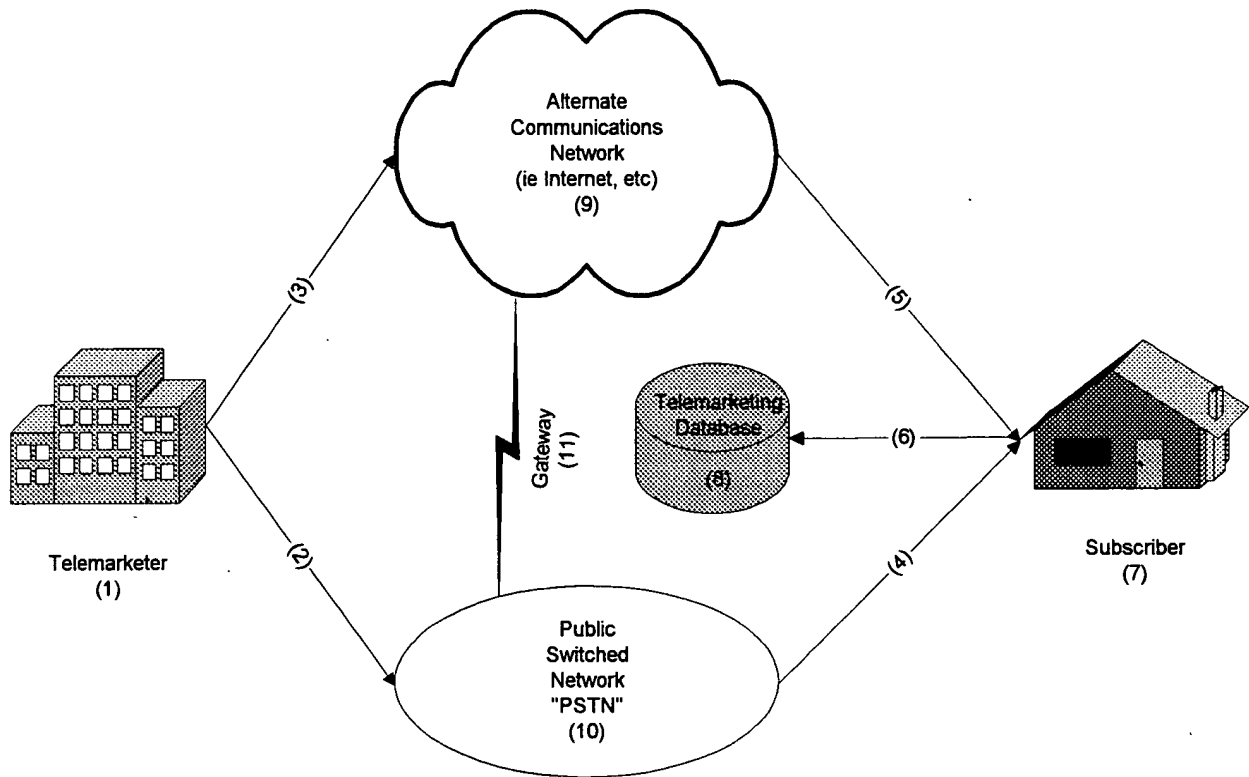 Alternate
Communications
Network
(ie Internet, etc)
(9)
(3)
(5)
Telemarketing
Database
(8)
(6)
Gateway
(11)
Telemarketer
(1)
(2)
(4)
Subscriber
(7)
Public
Switched
Network
"PSTN"
(10)